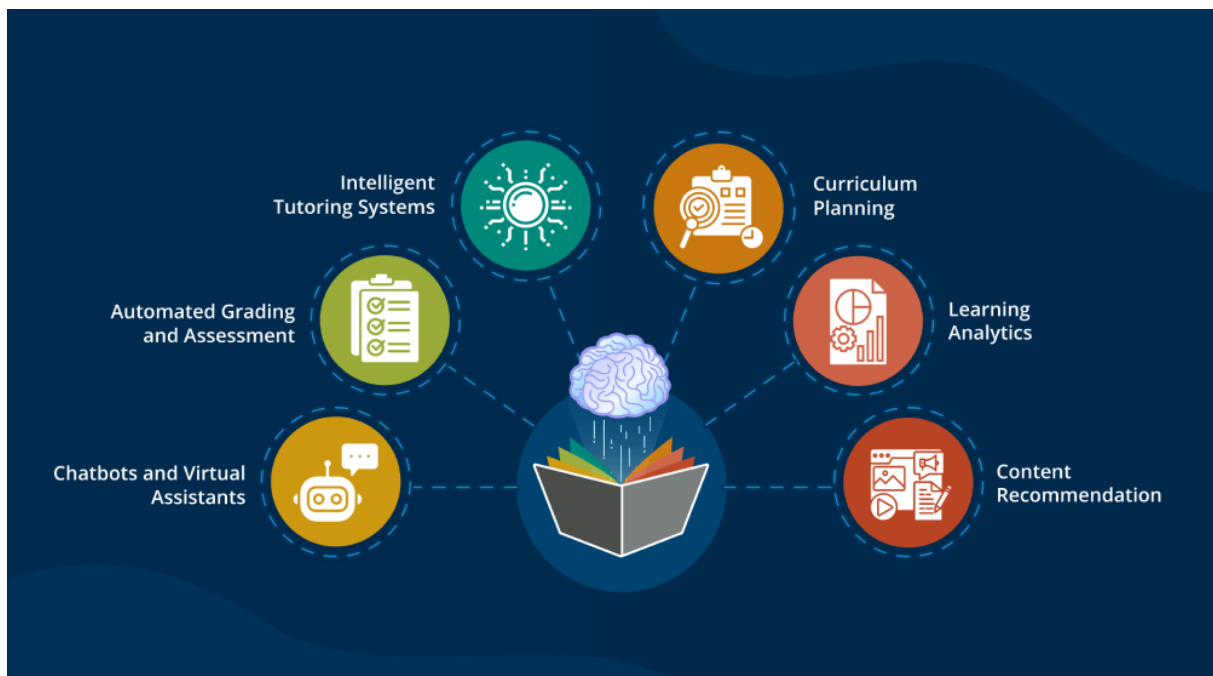 Intelligent
Tutoring Systems
Curriculum
Planning
Automated Grading
and Assessment
Learning
Analytics
Chatbots and Virtual
Assistants
Content
Recommendation